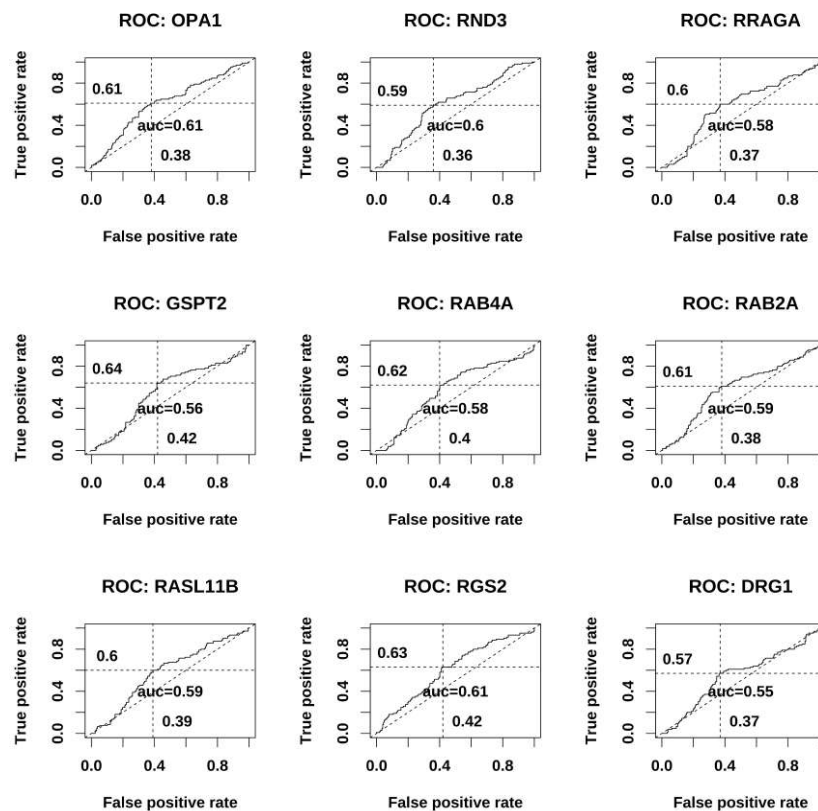 ROC: OPA1
True positive rate
0.0 0.4 0.8
0.61
auc=0.61
0.38
0.0 0.4 0.8
False positive rate
ROC: RND3
True positive rate
0.0 0.4 0.8
0.59
auc=0.6
0.36
0.0 0.4 0.8
False positive rate
ROC: RRAGA
True positive rate
0.0 0.4 0.8
0.6
auc=0.58
0.37
0.0 0.4 0.8
False positive rate
ROC: GSPT2
True positive rate
0.0 0.4 0.8
0.64
auc=0.56
0.42
0.0 0.4 0.8
False positive rate
ROC: RAB4A
True positive rate
0.0 0.4 0.8
0.62
auc=0.58
0.4
0.0 0.4 0.8
False positive rate
ROC: RAB2A
True positive rate
0.0 0.4 0.8
0.61
auc=0.59
0.38
0.0 0.4 0.8
False positive rate
ROC: RASL11B
True positive rate
0.0 0.4 0.8
0.6
auc=0.59
0.39
0.0 0.4 0.8
False positive rate
ROC: RGS2
True positive rate
0.0 0.4 0.8
0.63
auc=0.61
0.42
0.0 0.4 0.8
False positive rate
ROC: DRG1
True positive rate
0.0 0.4 0.8
0.57
auc=0.55
0.37
0.0 0.4 0.8
False positive rate